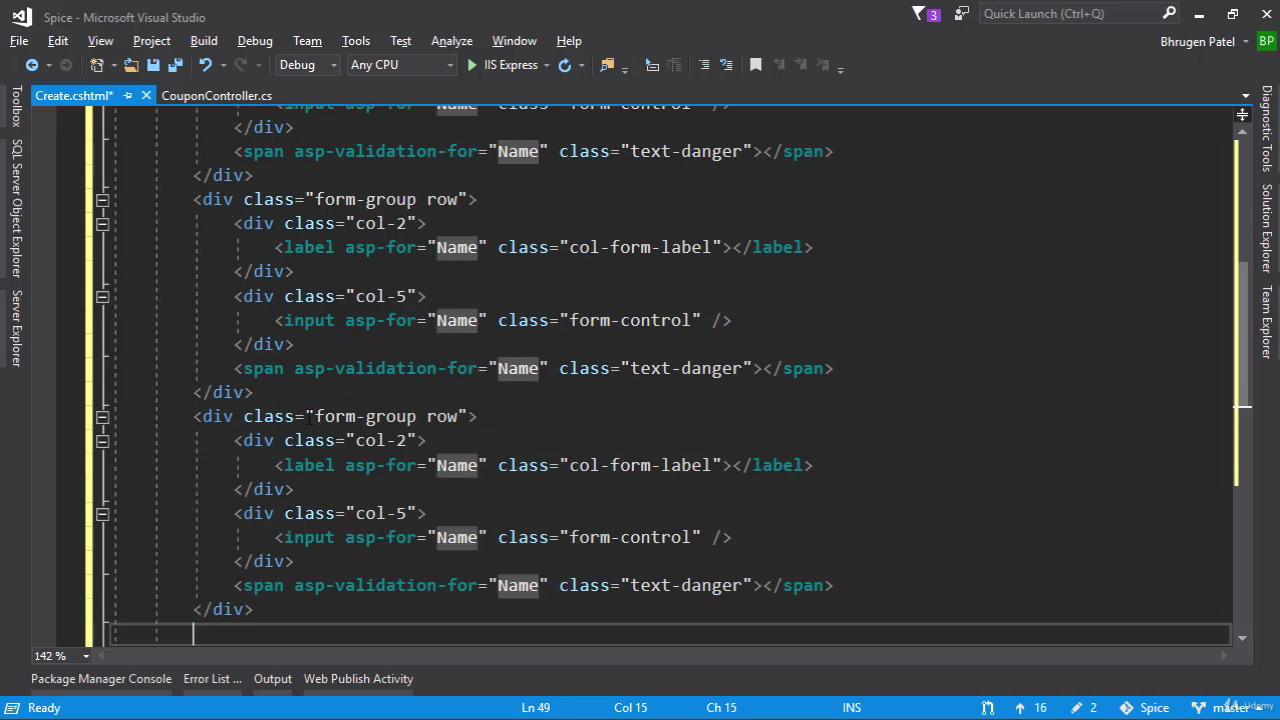 Spice - Microsoft Visual Studio
3
Quick Launch (Ctrl+Q)
File Edit View Project Build Debug Team Tools Test Analyze Window Help
Bhrugen Patel BP
Debug Any CPU IIS Express
Create.cshtml* CouponController.cs
Toolbox
SQL Server Object Explorer
Server Explorer
Diagnostic Tools
Solution Explorer
Team Explorer
<input asp-for="Name" class="form-control" />
</div>
<span asp-validation-for="Name" class="text-danger"></span>
</div>
<div class="form-group row">
<div class="col-2">
<label asp-for="Name" class="col-form-label"></label>
</div>
<div class="col-5">
<input asp-for="Name" class="form-control" />
</div>
<span asp-validation-for="Name" class="text-danger"></span>
</div>
<div class="form-group row">
<div class="col-2">
<label asp-for="Name" class="col-form-label"></label>
</div>
<div class="col-5">
<input asp-for="Name" class="form-control" />
</div>
<span asp-validation-for="Name" class="text-danger"></span>
</div>
142 %
Package Manager Console Error List ... Output Web Publish Activity
Ready Ln 49 Col 15 Ch 15 INS 16 2 Spice master
Udemy